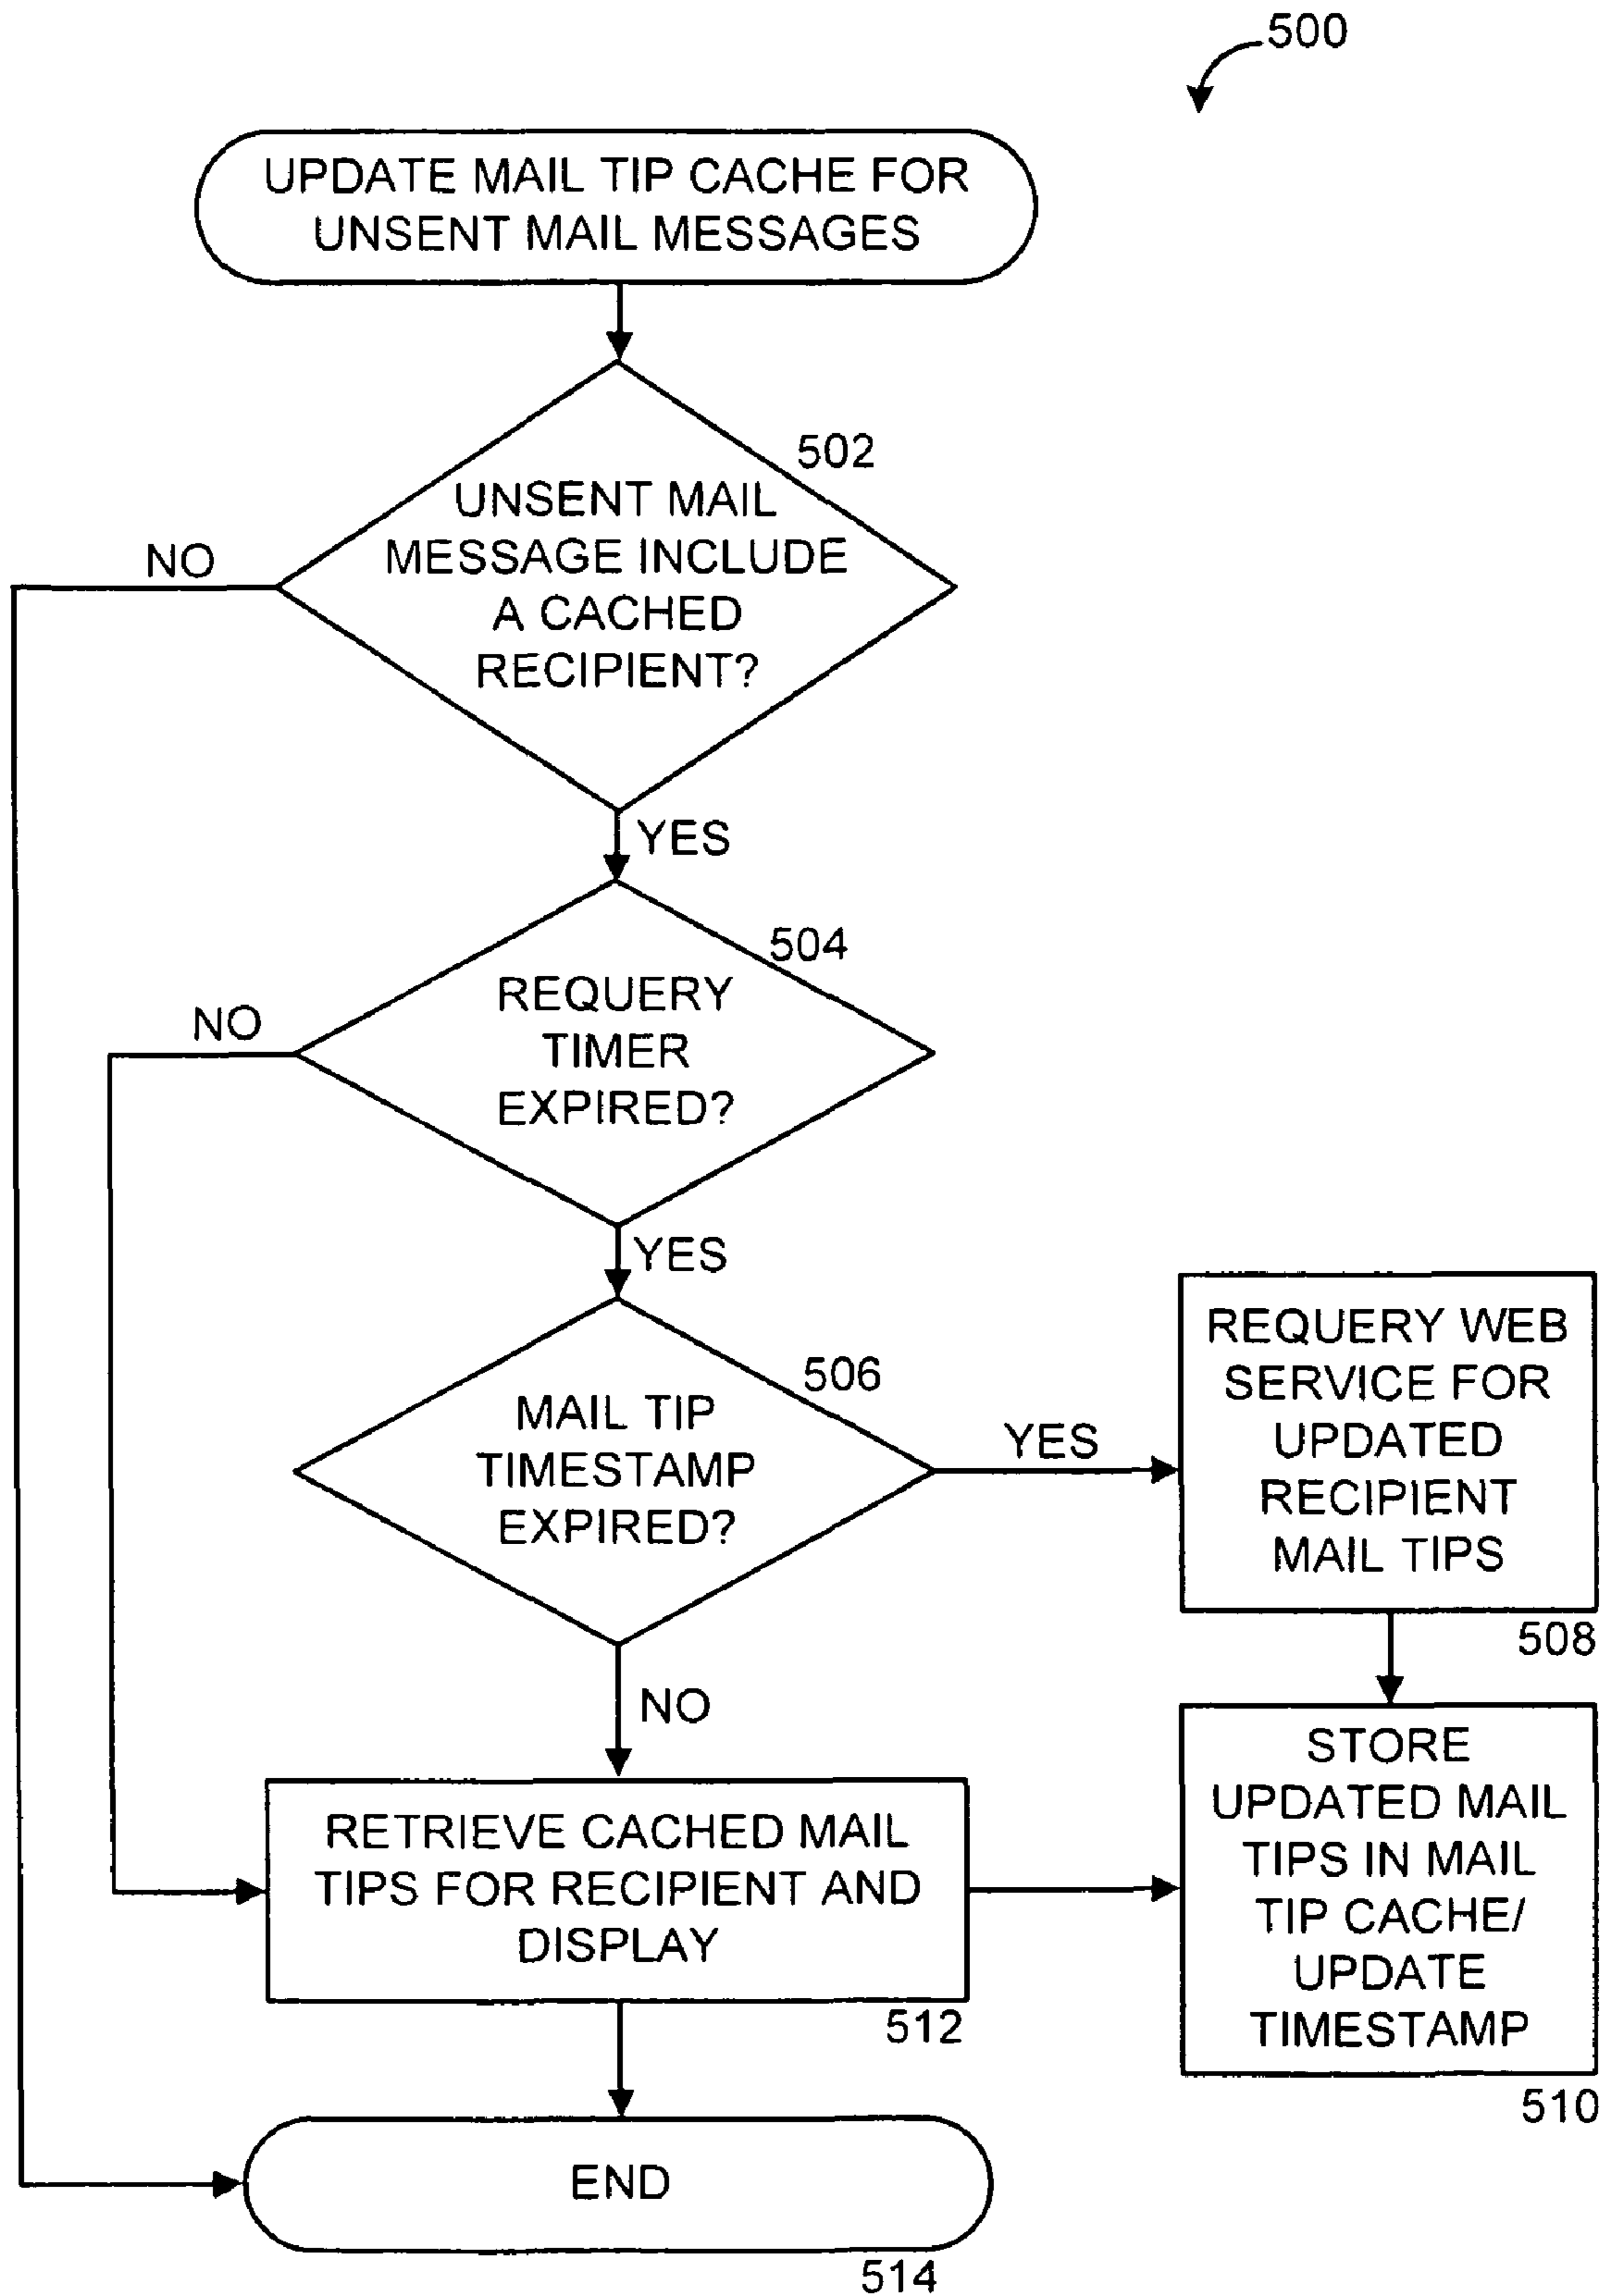 500
UPDATE MAIL TIP CACHE FOR
UNSENT MAIL MESSAGES
502
UNSENT MAIL
MESSAGE INCLUDE
A CACHED
RECIPIENT?
NO
YES
504
REQUERY
TIMER
EXPIRED?
NO
YES
506
MAIL TIP
TIMESTAMP
EXPIRED?
YES
NO
REQUERY WEB
SERVICE FOR
UPDATED
RECIPIENT
MAIL TIPS
508
STORE
UPDATED MAIL
TIPS IN MAIL
TIP CACHE/
UPDATE
TIMESTAMP
510
RETRIEVE CACHED MAIL
TIPS FOR RECIPIENT AND
DISPLAY
512
END
514